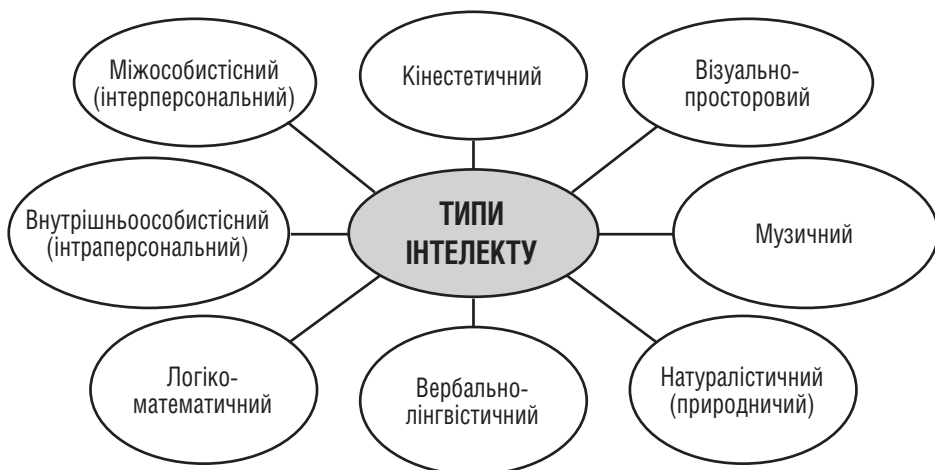 Міжособистісний
(інтерперсональний)
Кінестетичний
Візуально-
просторовий
Внутрішньоособистісний
(інтраперсональний)
ТИПИ
ІНТЕЛЕКТУ
Музичний
Логіко-
математичний
Вербально-
лінгвістичний
Натуралістичний
(природничий)